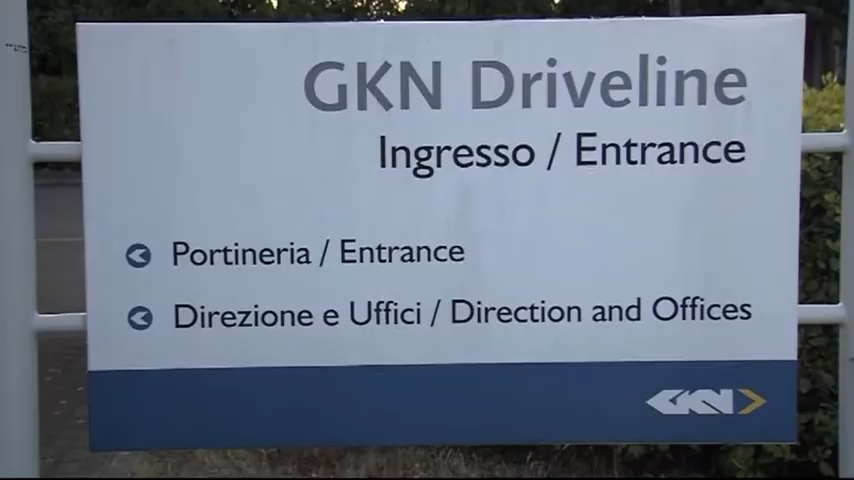 GKN Driveline
Ingresso / Entrance
Portineria / Entrance
Direzione e Uffici / Direction and Offices
GKN